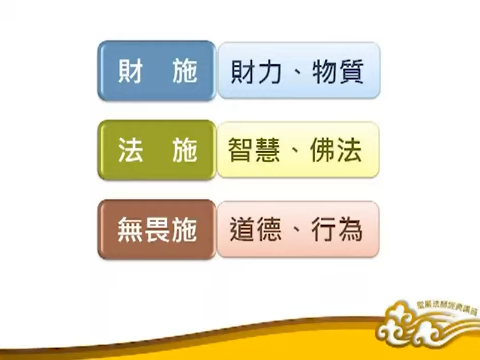 財　施
財力、物質
法　施
智慧、佛法
無畏施
道德、行為